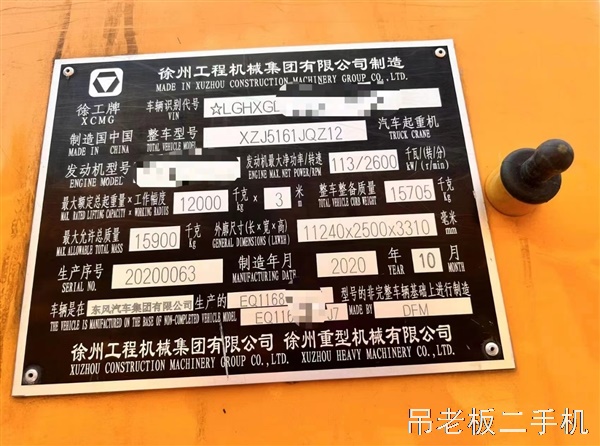 徐州工程机械集团有限公司制造
MADE IN XUZHOU CONSTRUCTION MACHINERY GROUP CO.,LTD.
徐工牌
XCMG
车辆识别代号
VIN
☆LGHXG
制造国中国
MADE IN CHINA
整车型号
TOTAL VEHICLE MODEL
XZJ5161JQZ12
汽车起重机
TRUCK CRANE
发动机型号
ENGINE MODEL
发动机最大净功率/转速
ENGINE MAX.NET POWER/RPM
113/2600
千瓦/(转/分)
kW/(r/min)
最大额定总起重量×工作幅度
MAX. RATED LIFTING CAPACITY × WORKING RADIUS
12000
千克
kg
×
3
米
m
整车整备质量
TOTAL VEHICLE CURB WEIGHT
15705
千克
kg
最大允许总质量
MAX.ALLOWABLE TOTAL MASS
15900
千克
kg
外廓尺寸(长×宽×高)
GENERAL DIMENSIONS (LXWXH)
11240x2500x3310
毫米
mm
生产序号
SERIAL NO.
20200063
制造年月
MANUFACTURING DATE
2020
年
YEAR
10
月
MONTH
车辆是在
东风汽车集团有限公司
生产的
EQ1168
型号的非完整车辆基础上进行制造
THE VEHICLE IS MANUFACTURED ON THE BASE OF NON-COMPLETED VEHICLE MODEL
EQ116
J7
MADE BY
DFM
徐州工程机械集团有限公司 徐州重型机械有限公司
XUZHOU CONSTRUCTION MACHINERY GROUP CO.,LTD. XUZHOU HEAVY MACHINERY CO.,LTD.
吊老板二手机